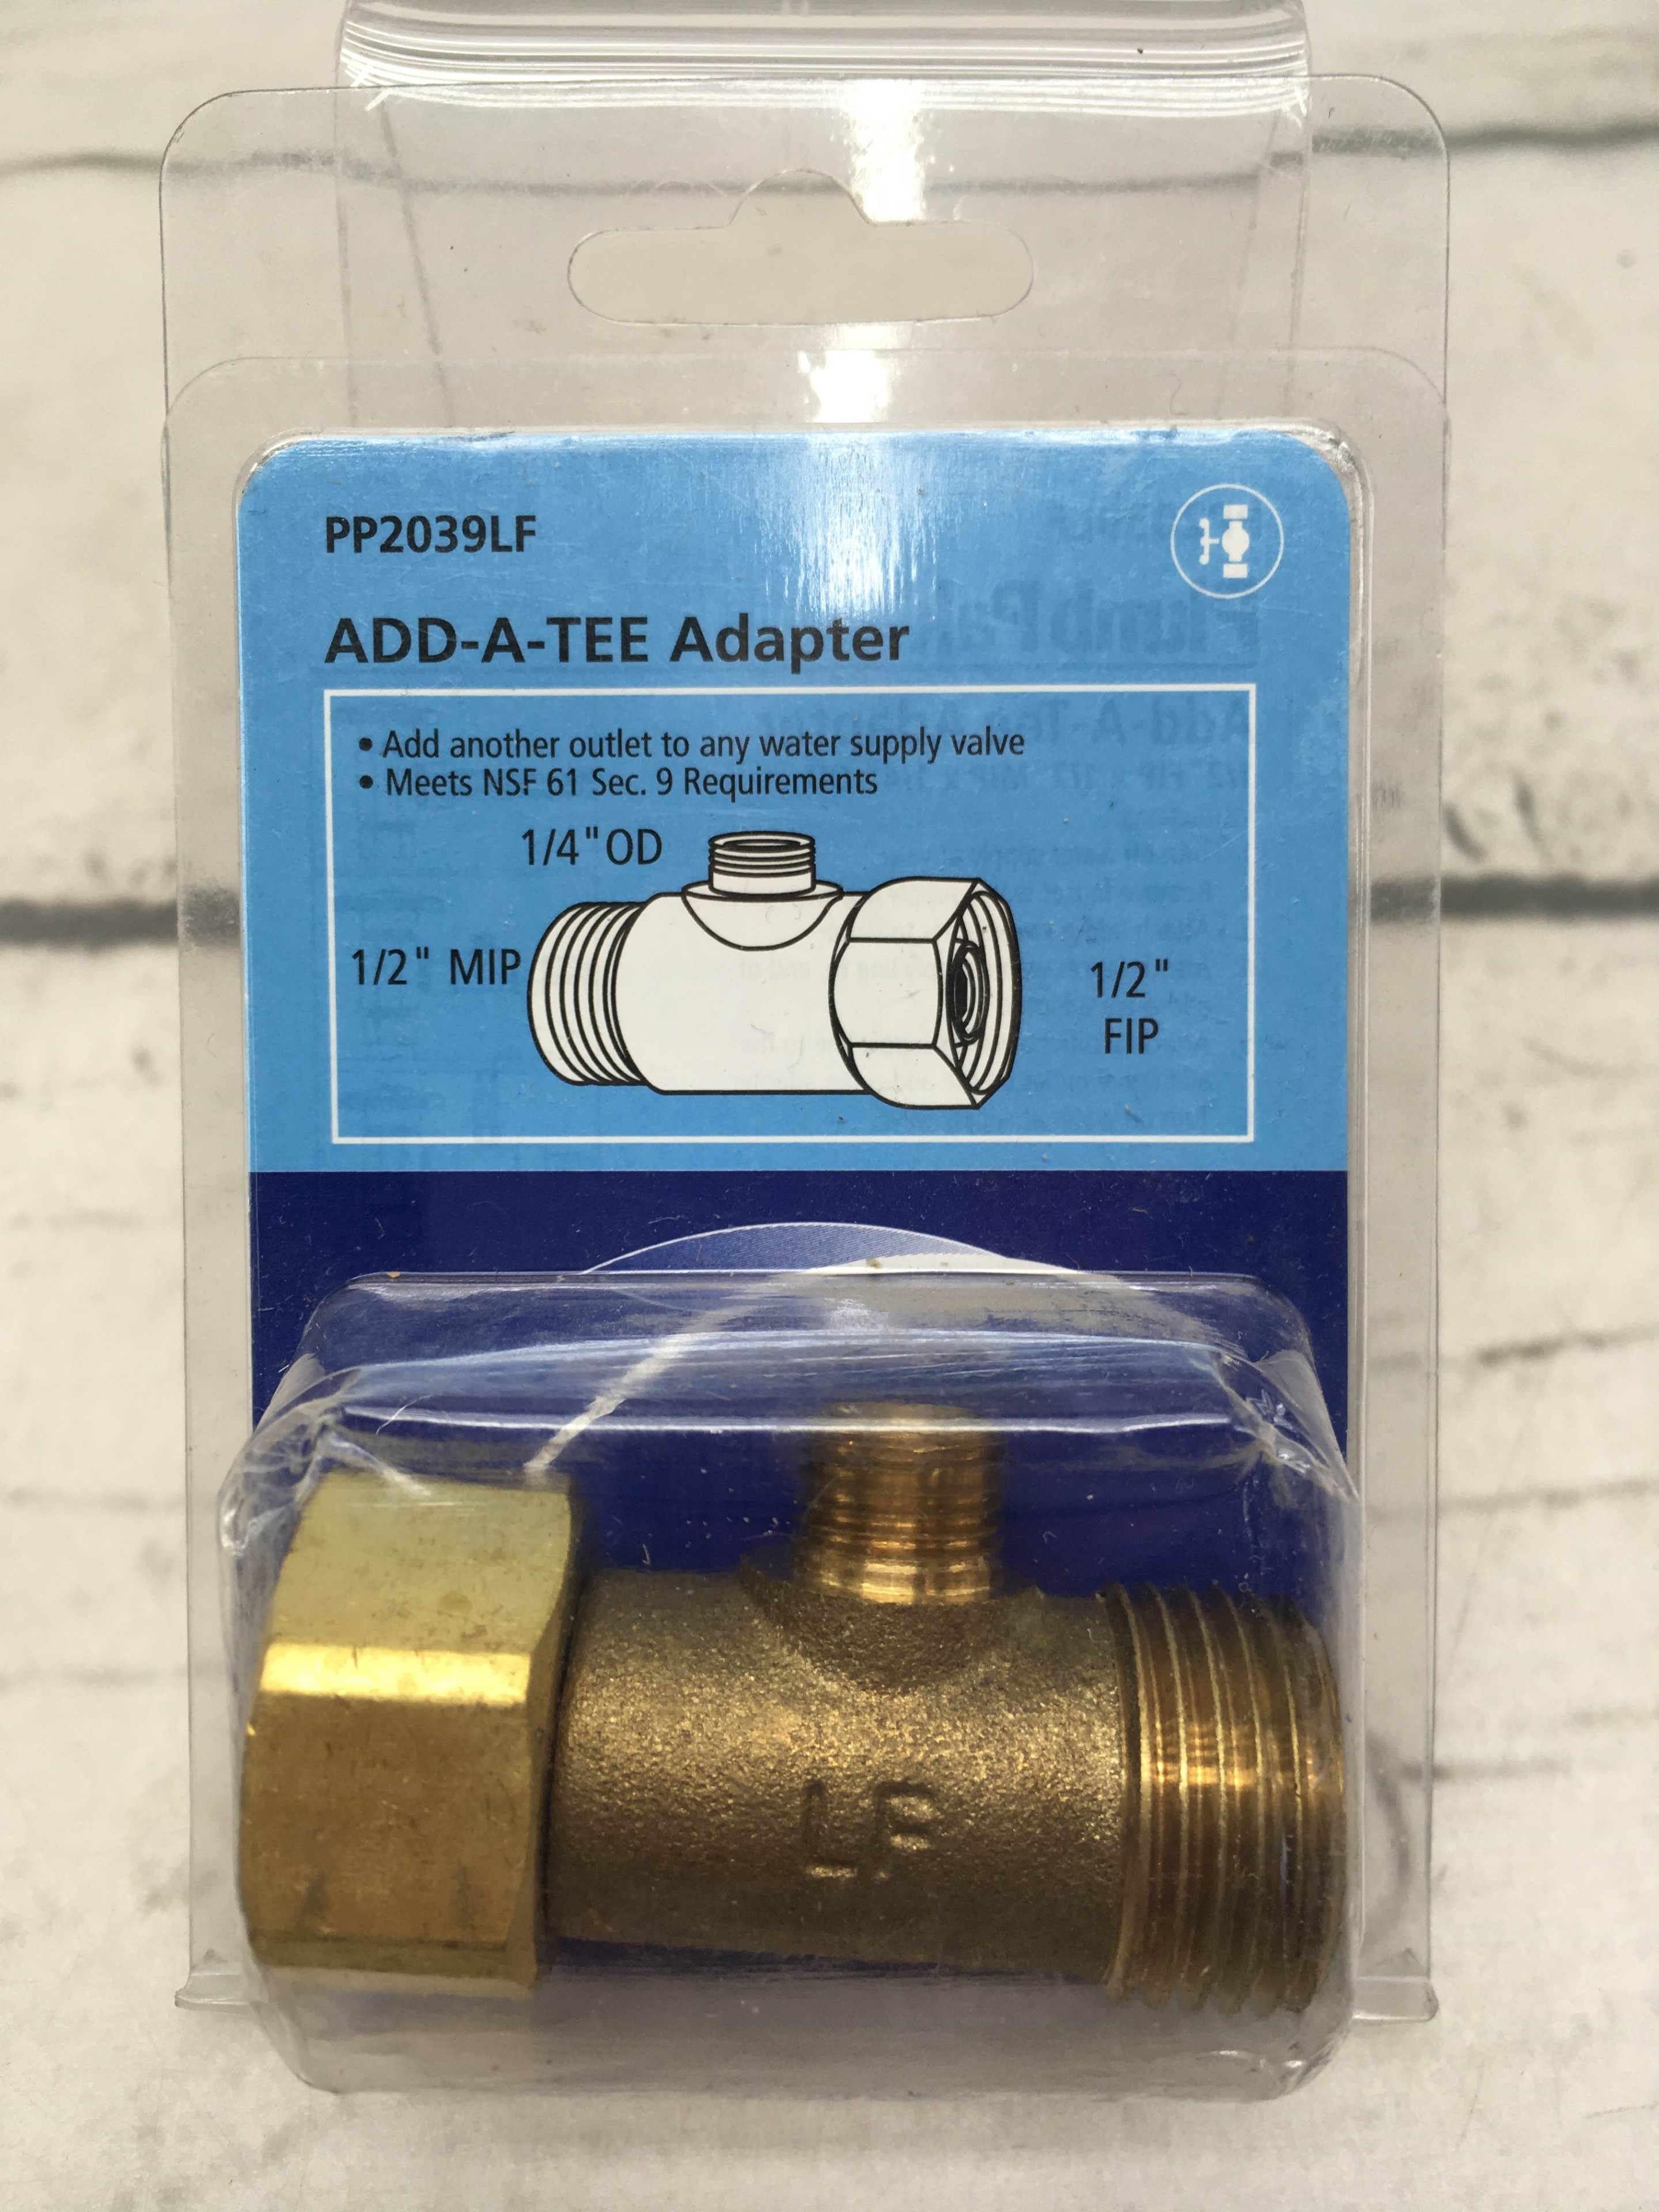 PP2039LF
ADD-A-TEE Adapter
• Add another outlet to any water supply valve
• Meets NSF 61 Sec. 9 Requirements
1/4"OD
1/2" MIP
1/2"
FIP
LF